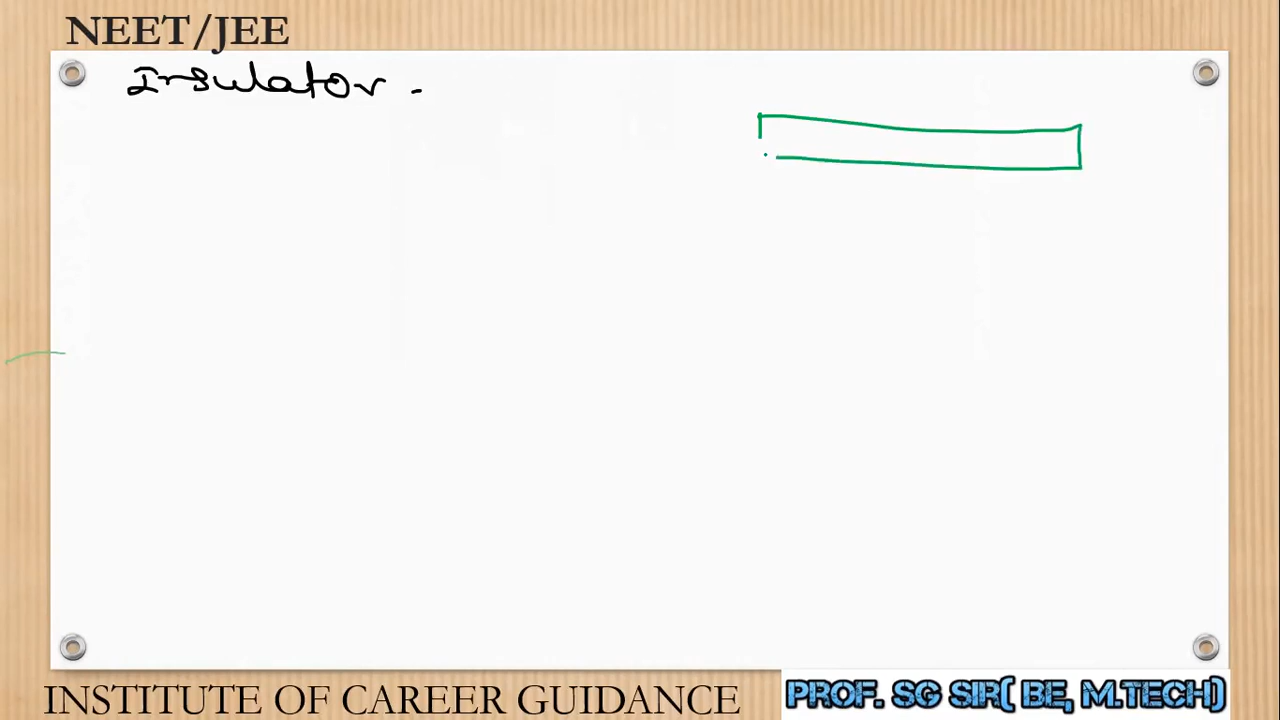 NEET/JEE
Insulator -
INSTITUTE OF CAREER GUIDANCE
PROF. SG SIR( BE, M.TECH)